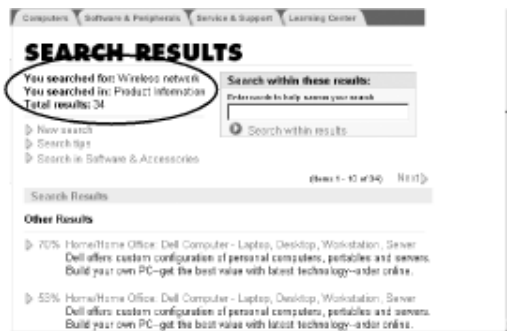 Computers Software & Peripherals Service & Support Learning Center
SEARCH RESULTS
You searched for: Wireless network
You searched in: Product Information
Total results: 34
Search within these results:
Enter words to help narrow your search
Search within results
New search
Search tips
Search in Software & Accessories
(Items 1 - 10 of 34) Next
Search Results
Other Results
70% Home/Home Office: Dell Computer - Laptop, Desktop, Workstation, Server
Dell offers custom configuration of personal computers, portables and servers.
Build your own PC-get the best value with latest technology-order online.
53% Home/Home Office: Dell Computer - Laptop, Desktop, Workstation, Server
Dell offers custom configuration of personal computers, portables and servers.
Build your own PC-get the best value with latest technology-order online.